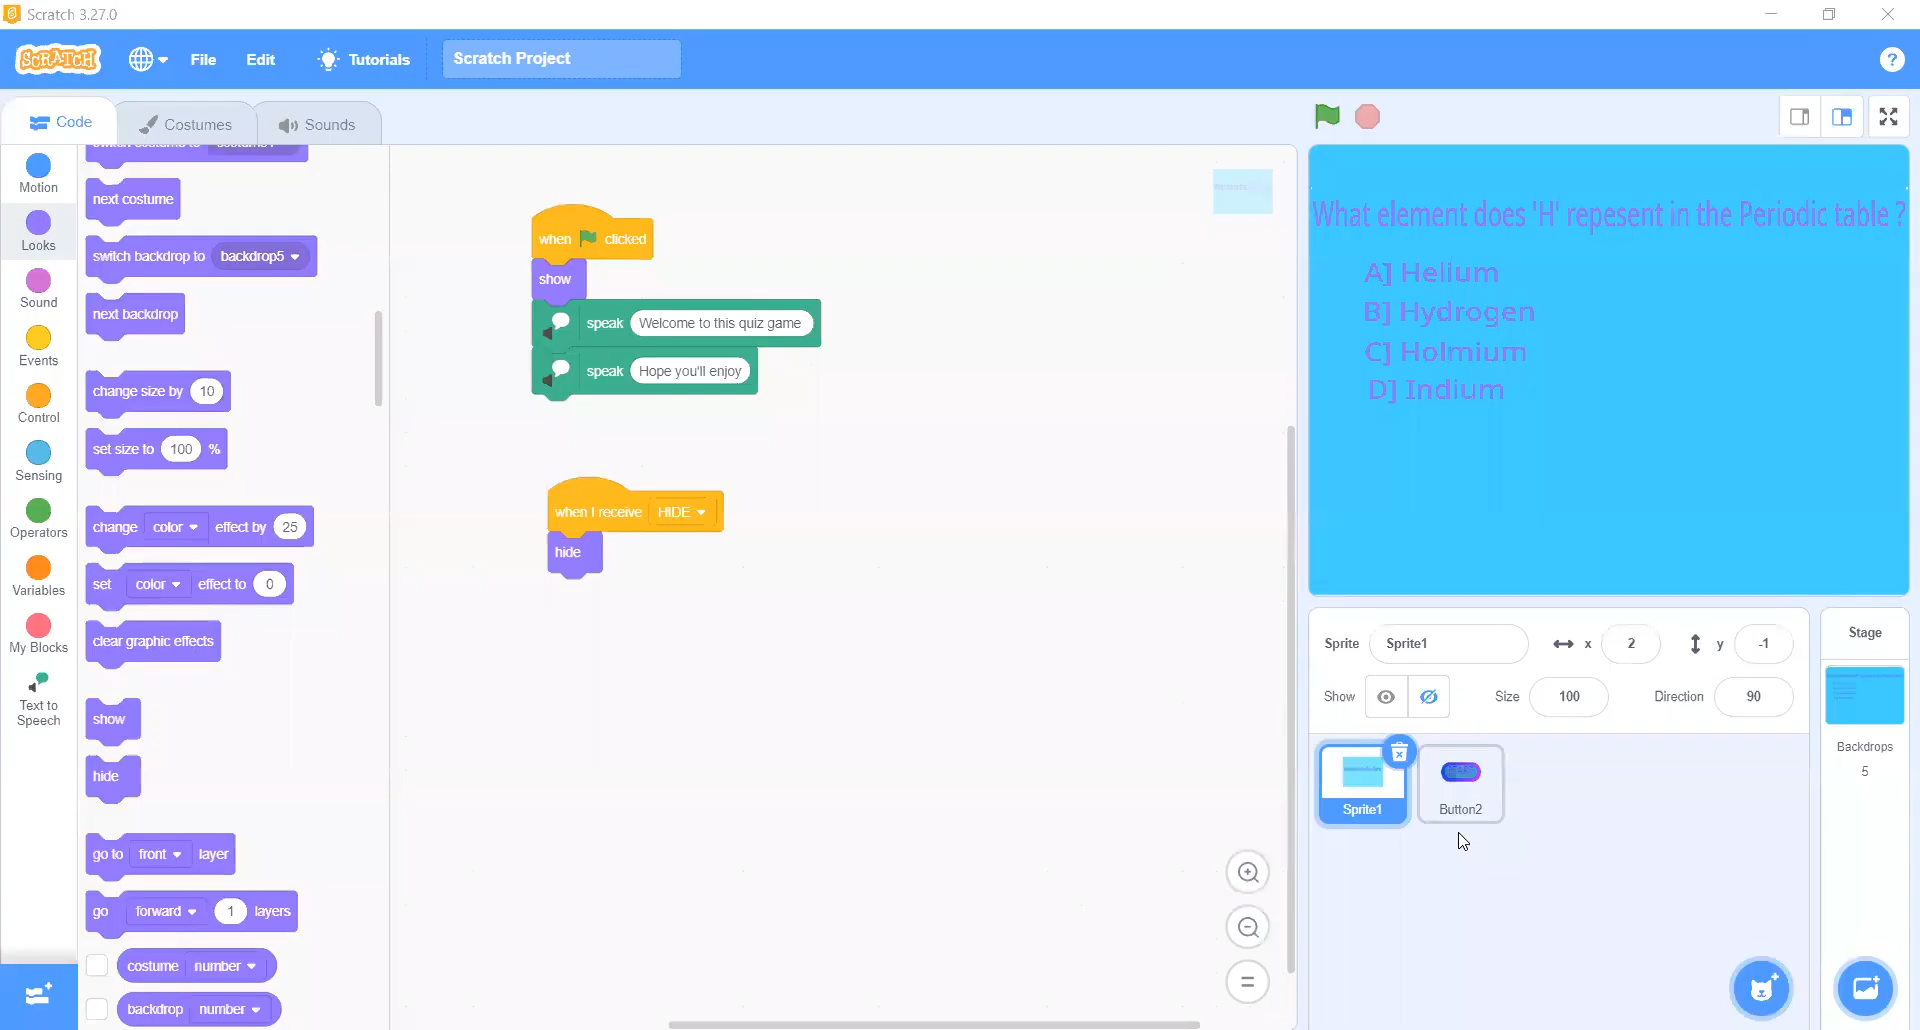 Scratch 3.27.0
SCRATCH
File
Edit
Tutorials
Scratch Project
?
Code
Costumes
Sounds
Motion
Looks
Sound
Events
Control
Sensing
Operators
Variables
My Blocks
Text to
Speech
next costume
switch backdrop to backdrop5
next backdrop
change size by 10
set size to 100 %
change color effect by 25
set color effect to 0
clear graphic effects
show
hide
go to front layer
go forward 1 layers
costume number
backdrop number
when clicked
show
speak Welcome to this quiz game
speak Hope you'll enjoy
when I receive HIDE
hide
What element does 'H' repesent in the Periodic table ?
A] Helium
B] Hydrogen
C] Holmium
D] Indium
Sprite Sprite1 x 2 y -1
Show Size 100 Direction 90
Sprite1
Button2
Stage
Backdrops
5